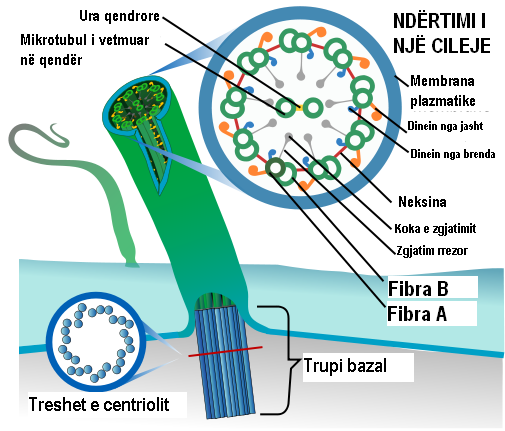 Ura qendrore
Mikrotubul i vetmuar
në qendër
NDËRTIMI I
NJË CILEJE
Membrana
plazmatike
Dinein nga jasht
Dinein nga brenda
Neksina
Koka e zgjatimit
Zgjatim rrezor
Fibra B
Fibra A
Trupi bazal
Treshet e centriolit